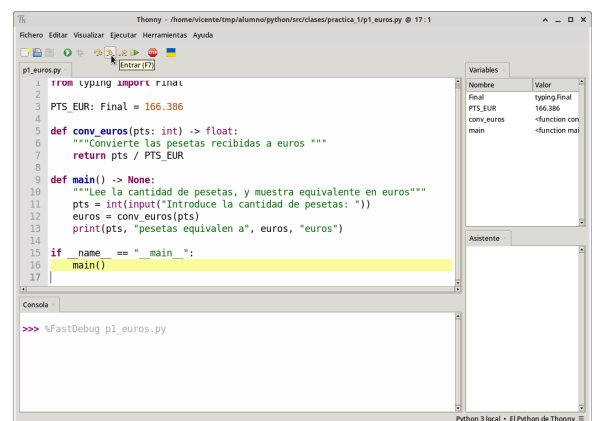 Thonny - /home/vicente/tmp/alumno/python/src/clases/practica_1/p1_euros.py @ 17:1
Fichero Editar Visualizar Ejecutar Herramientas Ayuda
Entrar (F7)
p1_euros.py
1 from typing import Final
2
3 PTS_EUR: Final = 166.386
4
5 def conv_euros(pts: int) -> float:
6 """Convierte las pesetas recibidas a euros """
7 return pts / PTS_EUR
8
9 def main() -> None:
10 """Lee la cantidad de pesetas, y muestra equivalente en euros"""
11 pts = int(input("Introduce la cantidad de pesetas: "))
12 euros = conv_euros(pts)
13 print(pts, "pesetas equivalen a", euros, "euros")
14
15 if __name__ == "__main__":
16 main()
17
Variables
Nombre Valor
Final typing.Final
PTS_EUR 166.386
conv_euros <function con
main <function mai
Asistente
Consola
>>> %FastDebug p1_euros.py
Python 3 local • El Python de Thonny ☰